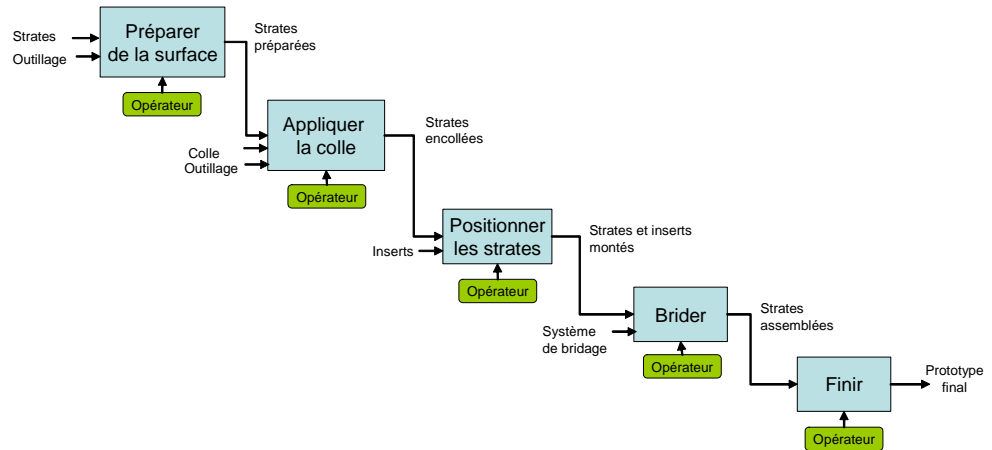 Strates
Outillage
Préparer
de la surface
Strates
préparées
Opérateur
Colle
Outillage
Appliquer
la colle
Strates
encollées
Opérateur
Inserts
Positionner
les strates
Strates et inserts
montés
Opérateur
Système
de bridage
Brider
Strates
assemblées
Opérateur
Finir
Prototype
final
Opérateur